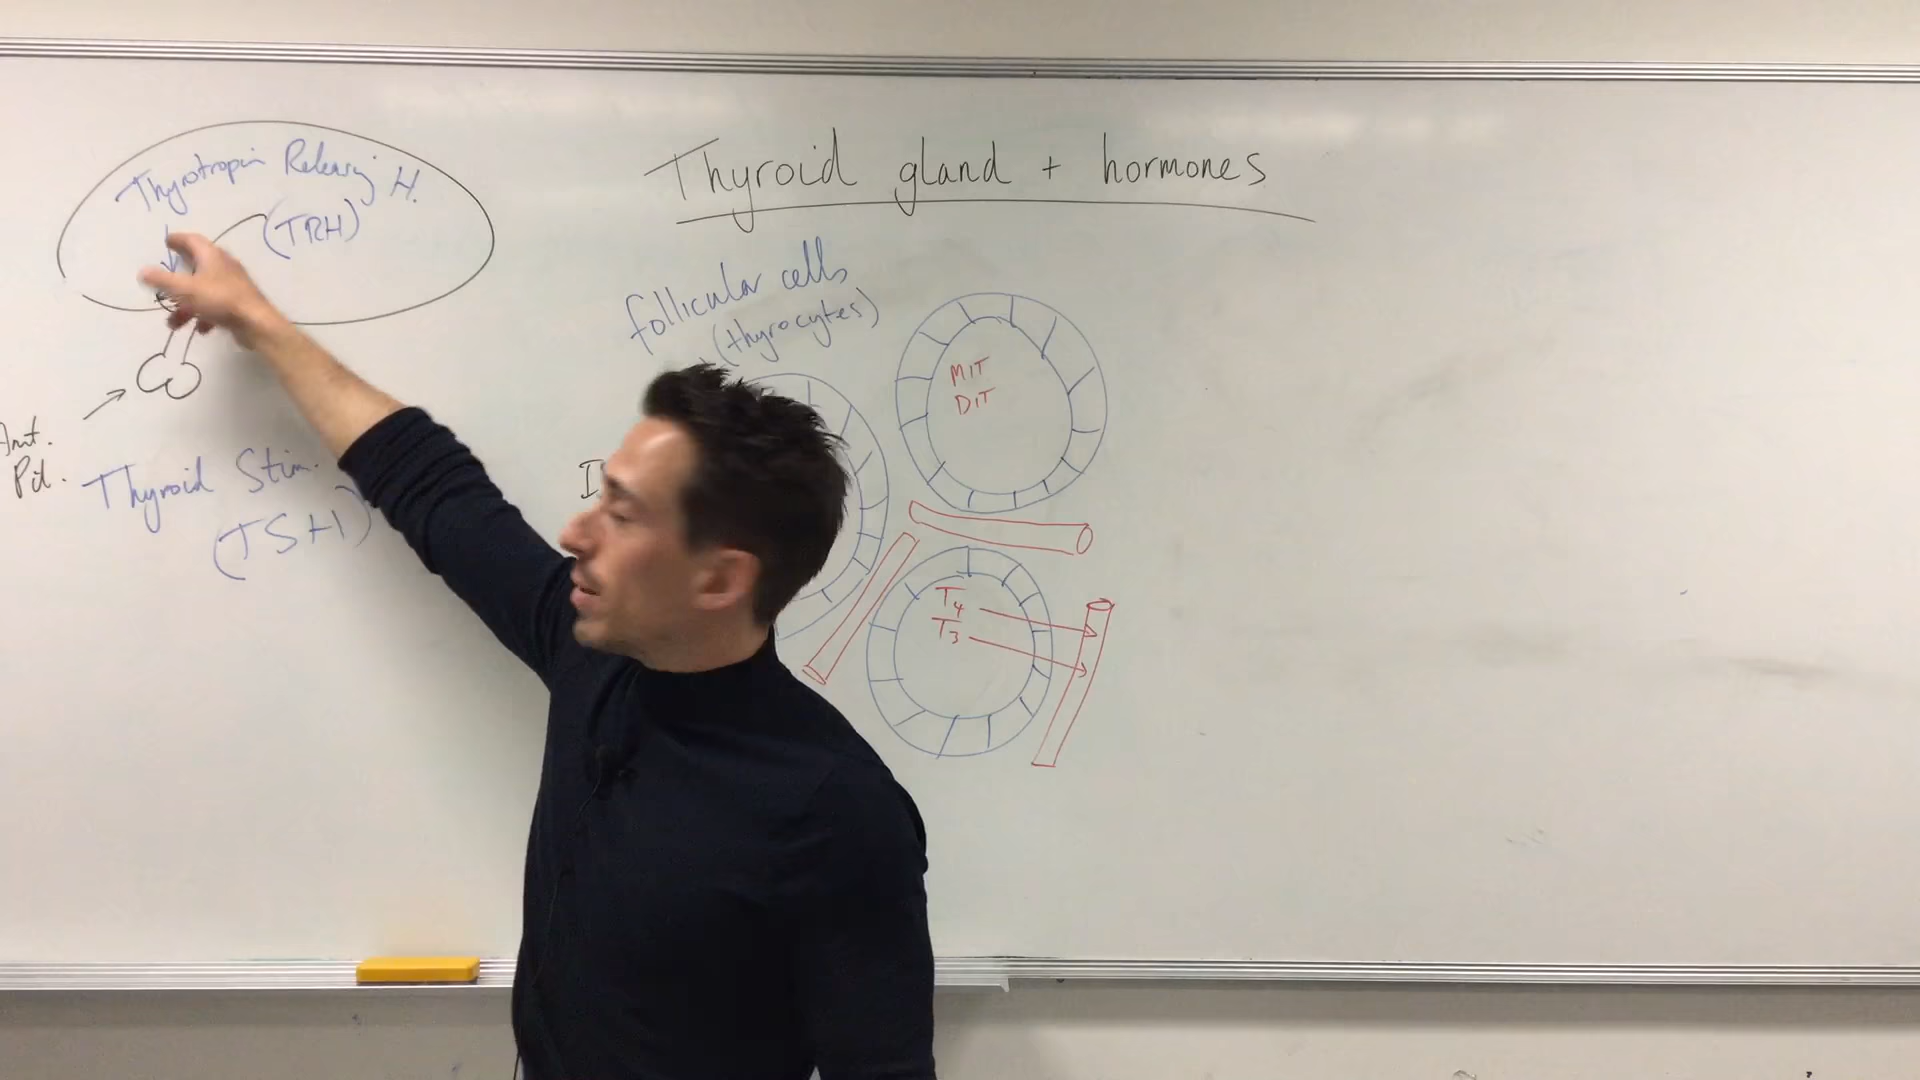 Thyroid gland + hormones
Thyrotropin Releasing H.
(TRH)
Ant.
Pit.
Thyroid Stim.
(TSH)
follicular cells
(thyrocytes)
MIT
DIT
T4
T3